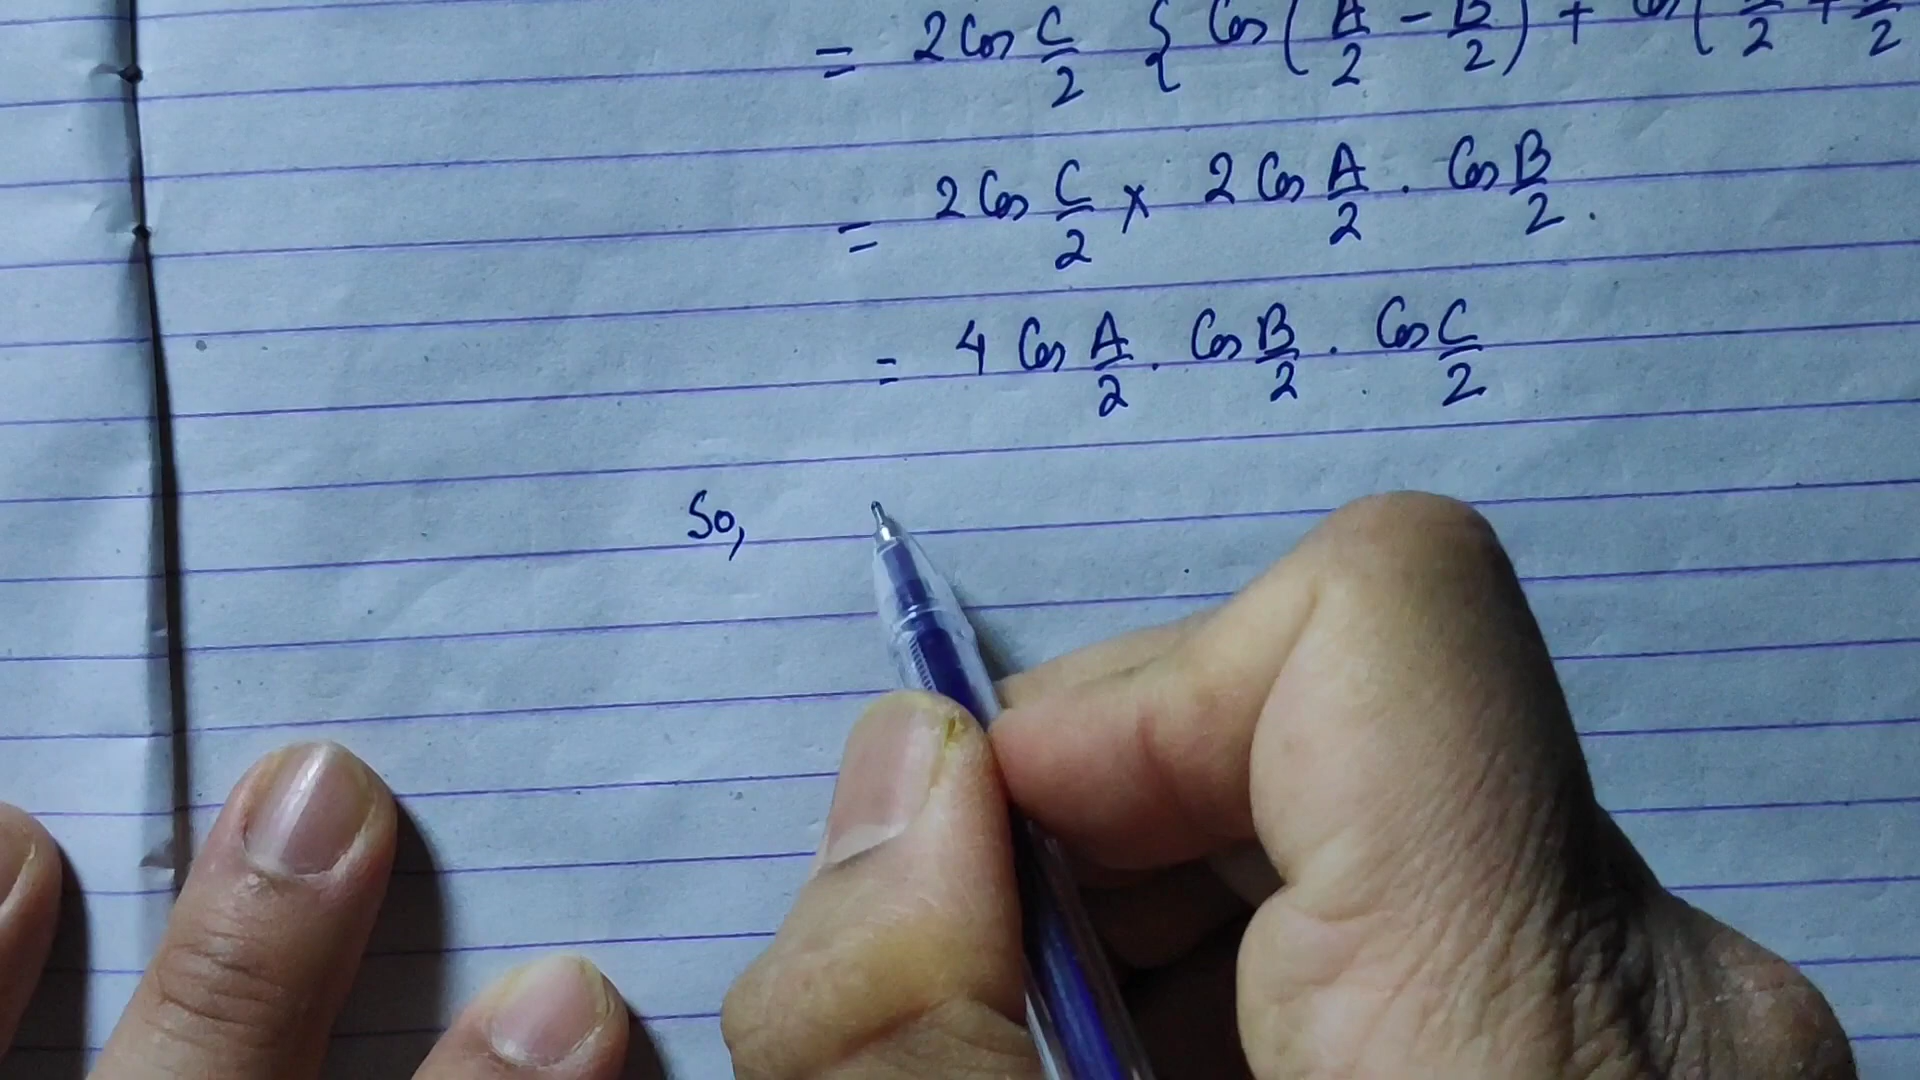 = 2 Cos C/2 { Cos (A/2 - B/2) + Cos (
= 2 Cos C/2 × 2 Cos A/2 . Cos B/2 .
= 4 Cos A/2 . Cos B/2 . Cos C/2
So,